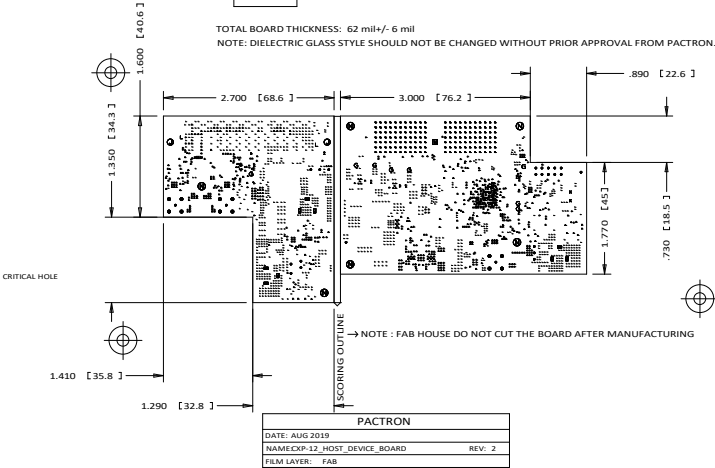 TOTAL BOARD THICKNESS: 62 mil+/- 6 mil
NOTE: DIELECTRIC GLASS STYLE SHOULD NOT BE CHANGED WITHOUT PRIOR APPROVAL FROM PACTRON.
1.600 [40.6 ]
.890 [22.6 ]
2.700 [68.6 ]
3.000 [76.2 ]
1.350 [34.3 ]
1.770 [45]
.730 [18.5 ]
CRITICAL HOLE
SCORING OUTLINE
NOTE : FAB HOUSE DO NOT CUT THE BOARD AFTER MANUFACTURING
1.410 [35.8 ]
1.290 [32.8 ]
PACTRON
DATE: AUG 2019
NAME:CXP-12_HOST_DEVICE_BOARD REV: 2
FILM LAYER: FAB